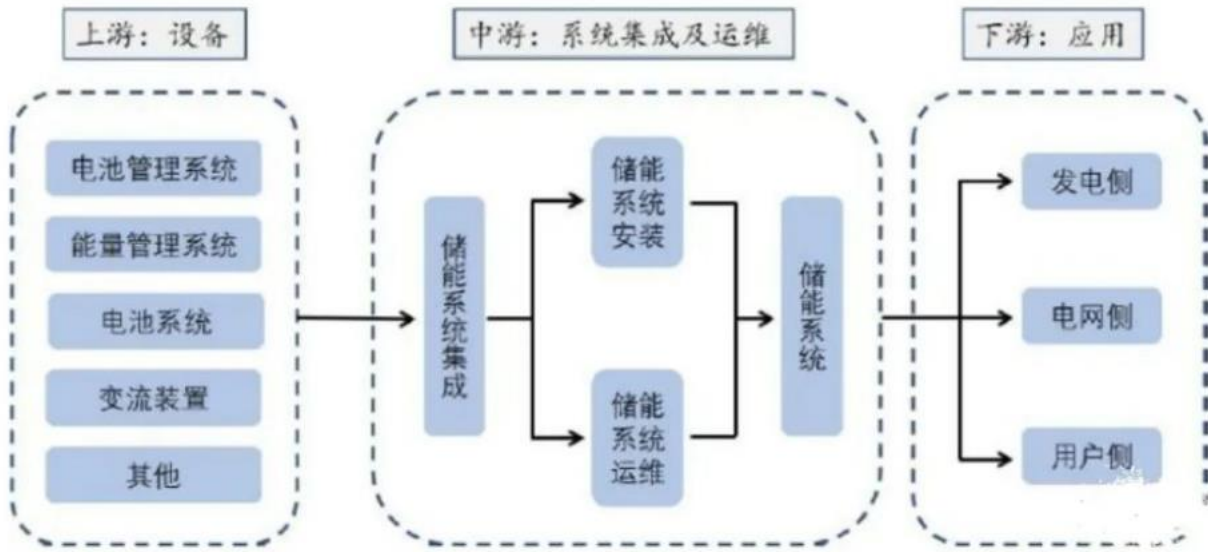 上游：设备
中游：系统集成及运维
下游：应用
电池管理系统
能量管理系统
电池系统
变流装置
其他
储能系统集成
储能
系统
安装
储能
系统
运维
储能系统
发电侧
电网侧
用户侧